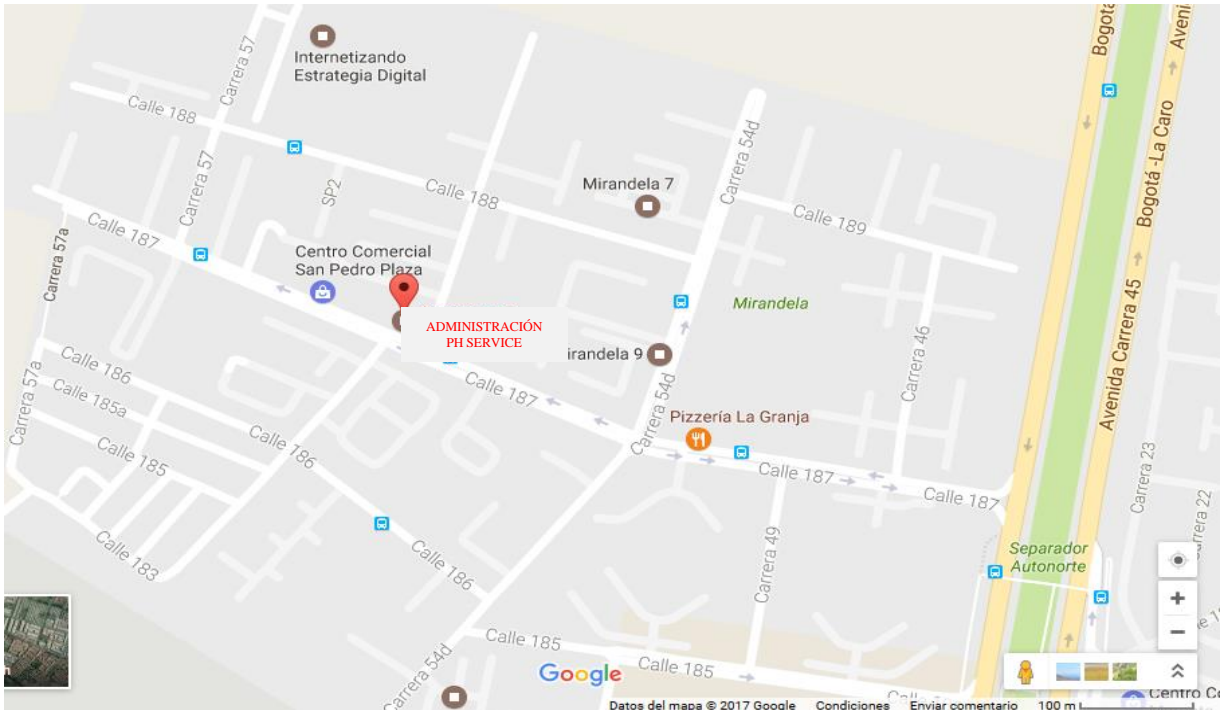 Bogotá
Aveni
Internetizando
Estrategia Digital
Carrera 57
Calle 188
Carrera 57
SP2
Calle 188
Mirandela 7
Carrera 54d
Calle 189
Bogotá -La Caro
Calle 187
Carrera 57a
Centro Comercial
San Pedro Plaza
Mirandela
ADMINISTRACIÓN
PH SERVICE
irandela 9
Carrera 46
Avenida Carrera 45
Calle 186
Carrera 57a
Calle 185a
Calle 187
Carrera 54d
Pizzería La Granja
Calle 185
Calle 186
Calle 187
Calle 187
Carrera 23
arrera 22
Calle 183
Calle 186
Carrera 49
Separador
Autonorte
Calle 185
Carrera 54d
Google
Calle 185
Centro Co
Datos del mapa © 2017 Google Condiciones Enviar comentario 100 m